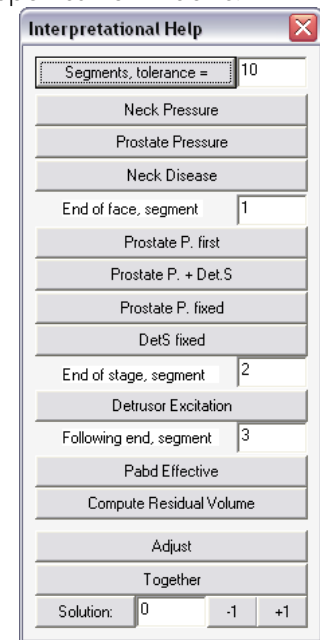 Interpretational Help
Segments, tolerance = 10
Neck Pressure
Prostate Pressure
Neck Disease
End of face, segment 1
Prostate P. first
Prostate P. + Det.S
Prostate P. fixed
DetS fixed
End of stage, segment 2
Detrusor Excitation
Following end, segment 3
Pabd Effective
Compute Residual Volume
Adjust
Together
Solution: 0 -1 +1